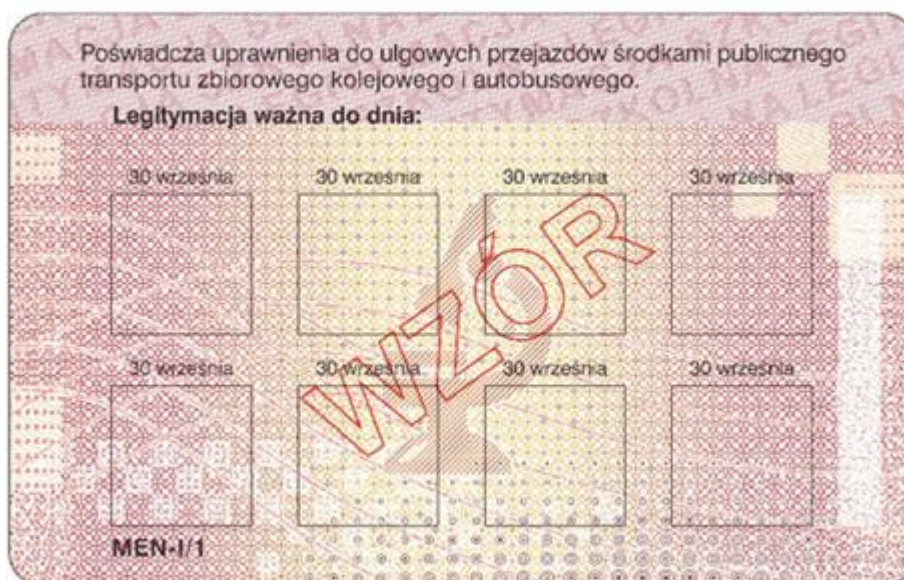 Poświadcza uprawnienia do ulgowych przejazdów środkami publicznego
transportu zbiorowego kolejowego i autobusowego.
Legitymacja ważna do dnia:
30 września 30 września 30 września 30 września
WZÓR
30 września 30 września 30 września 30 września
MEN-I/1